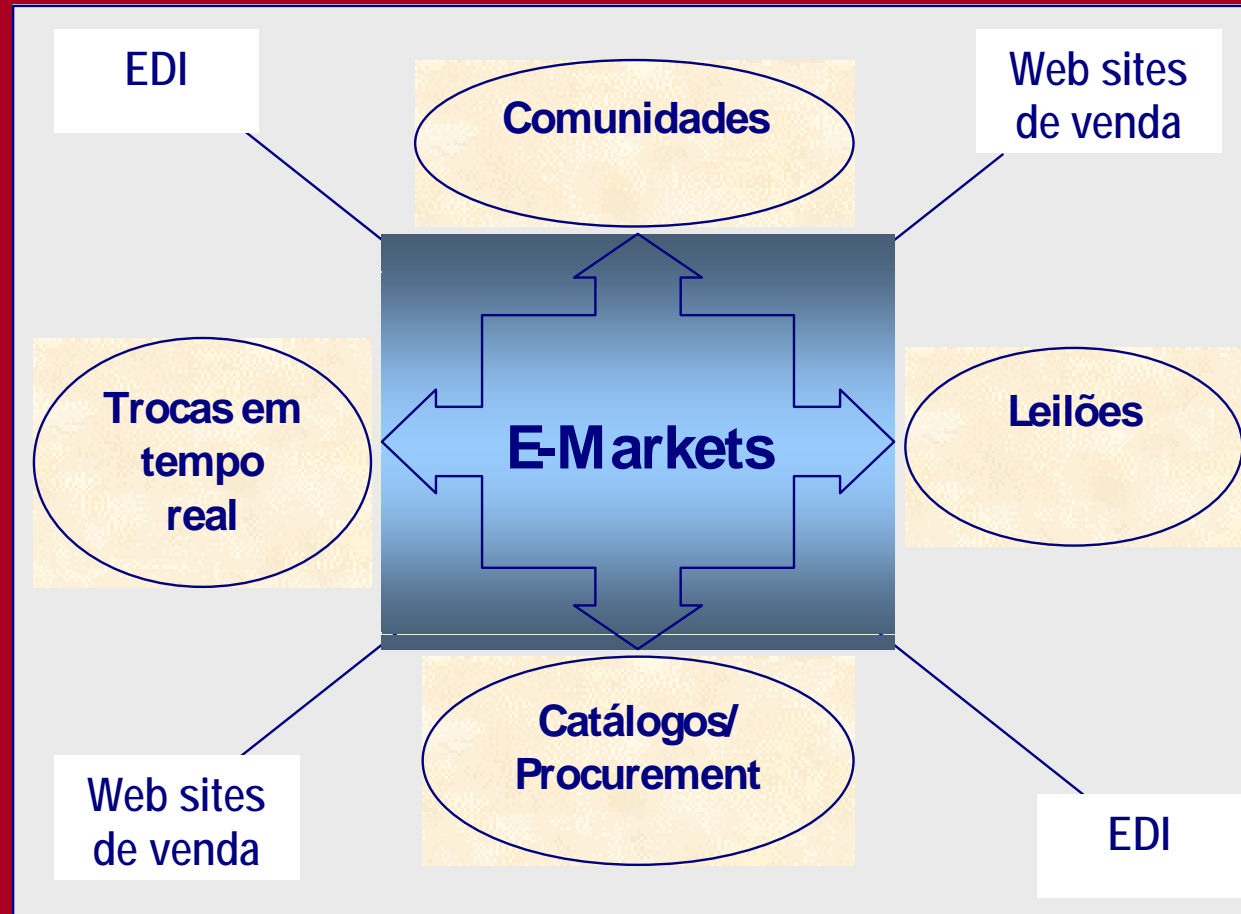 EDI
Comunidades
Web sites
de venda
Trocas em
tempo
real
E-Markets
Leilões
Catálogos/
Procurement
Web sites
de venda
EDI